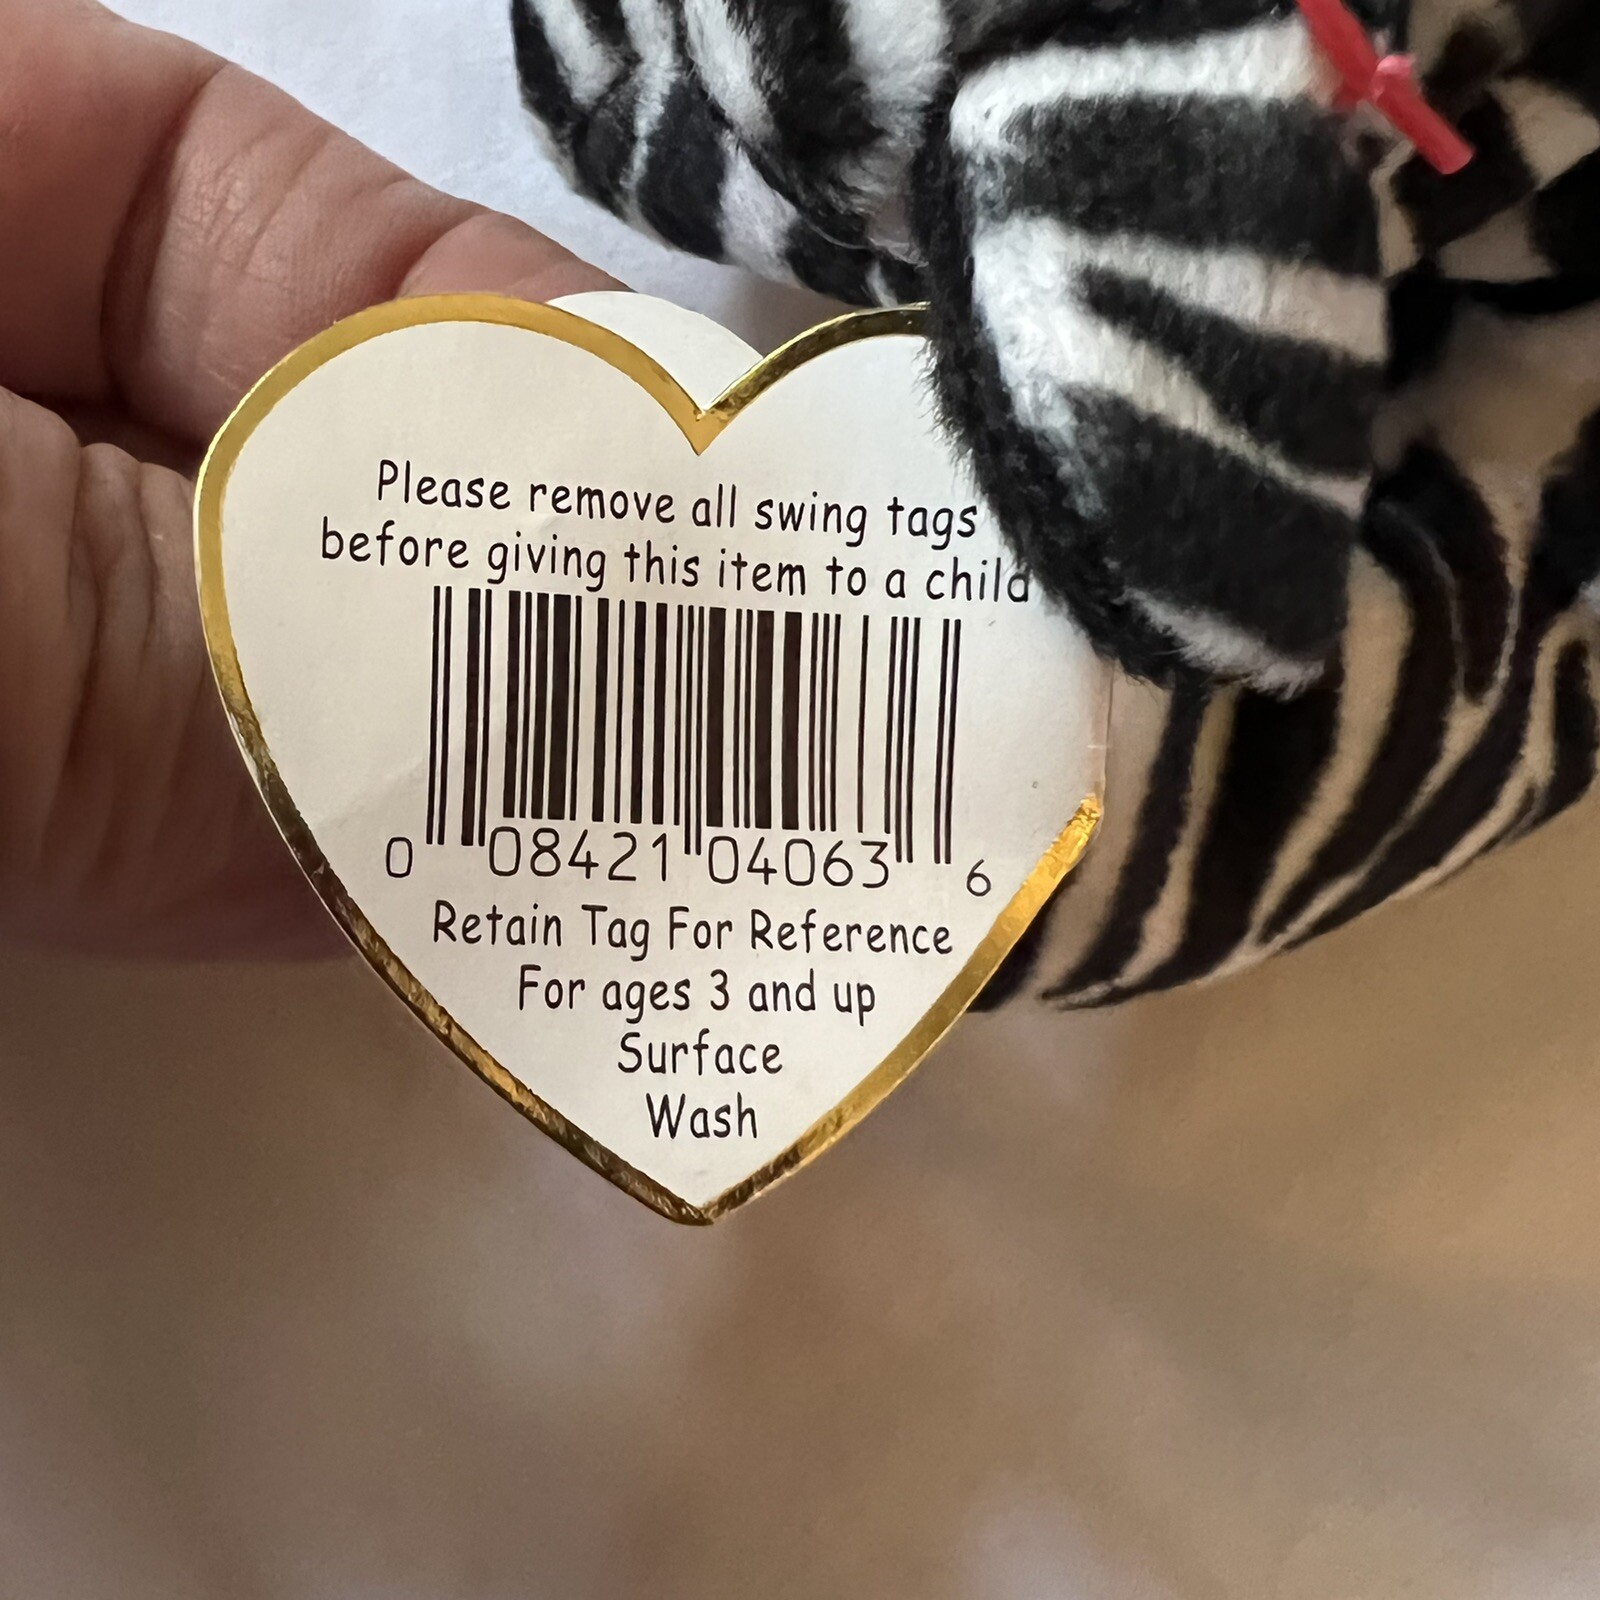 Please remove all swing tags
before giving this item to a child
0 08421 04063 6
Retain Tag For Reference
For ages 3 and up
Surface
Wash